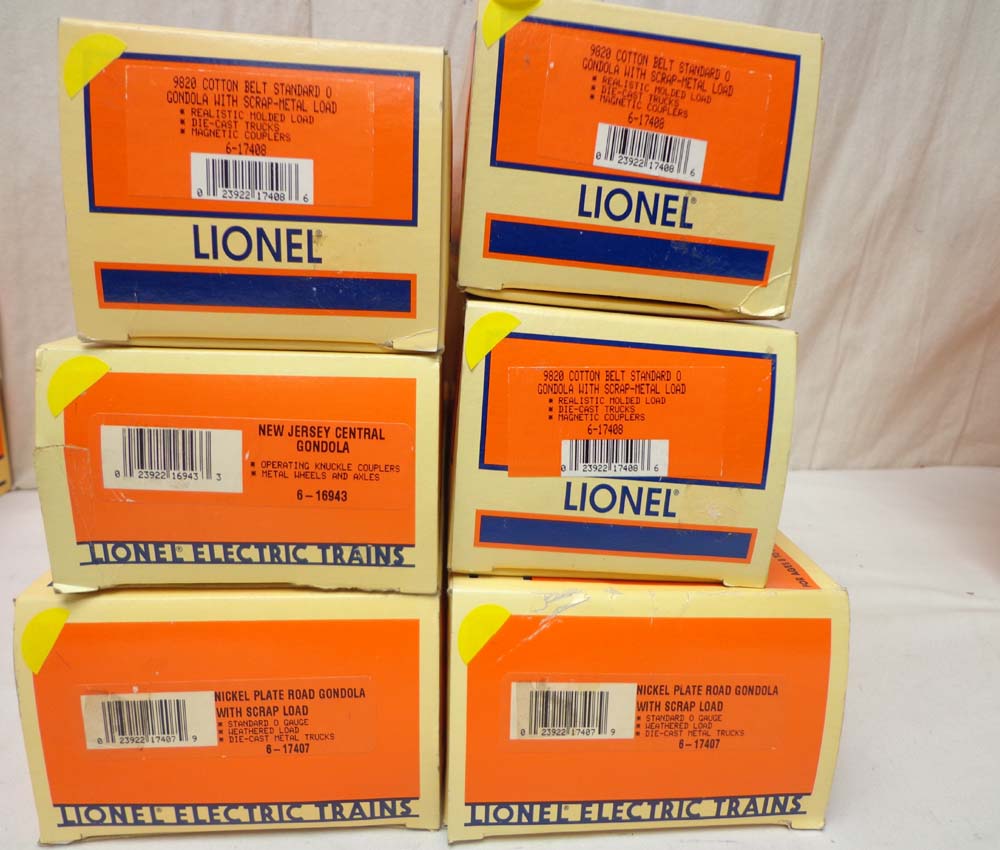 9820 COTTON BELT STANDARD O
GONDOLA WITH SCRAP-METAL LOAD
▪ REALISTIC MOLDED LOAD
▪ DIE-CAST TRUCKS
▪ MAGNETIC COUPLERS
6-17408
0 23922 17408 6
LIONEL®
9820 COTTON BELT STANDARD O
GONDOLA WITH SCRAP-METAL LOAD
▪ REALISTIC MOLDED LOAD
▪ DIE-CAST TRUCKS
▪ MAGNETIC COUPLERS
6-17408
0 23922 17408 6
LIONEL®
NEW JERSEY CENTRAL
GONDOLA
▪ OPERATING KNUCKLE COUPLERS
▪ METAL WHEELS AND AXLES
6-16943
0 23922 16943 3
LIONEL® ELECTRIC TRAINS
9820 COTTON BELT STANDARD O
GONDOLA WITH SCRAP-METAL LOAD
▪ REALISTIC MOLDED LOAD
▪ DIE-CAST TRUCKS
▪ MAGNETIC COUPLERS
6-17408
0 23922 17408 6
LIONEL®
NICKEL PLATE ROAD GONDOLA
WITH SCRAP LOAD
▪ STANDARD O GAUGE
▪ WEATHERED LOAD
▪ DIE-CAST METAL TRUCKS
6-17407
0 23922 17407 9
LIONEL® ELECTRIC TRAINS
FOR AGES 8
NICKEL PLATE ROAD GONDOLA
WITH SCRAP LOAD
▪ STANDARD O GAUGE
▪ WEATHERED LOAD
▪ DIE-CAST METAL TRUCKS
6-17407
0 23922 17407 9
LIONEL® ELECTRIC TRAINS